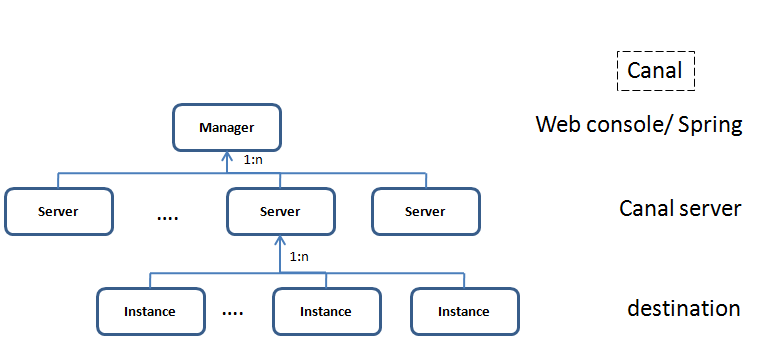 Canal
Manager
Web console/ Spring
1:n
Server
....
Server
Server
Canal server
1:n
Instance
....
Instance
Instance
destination